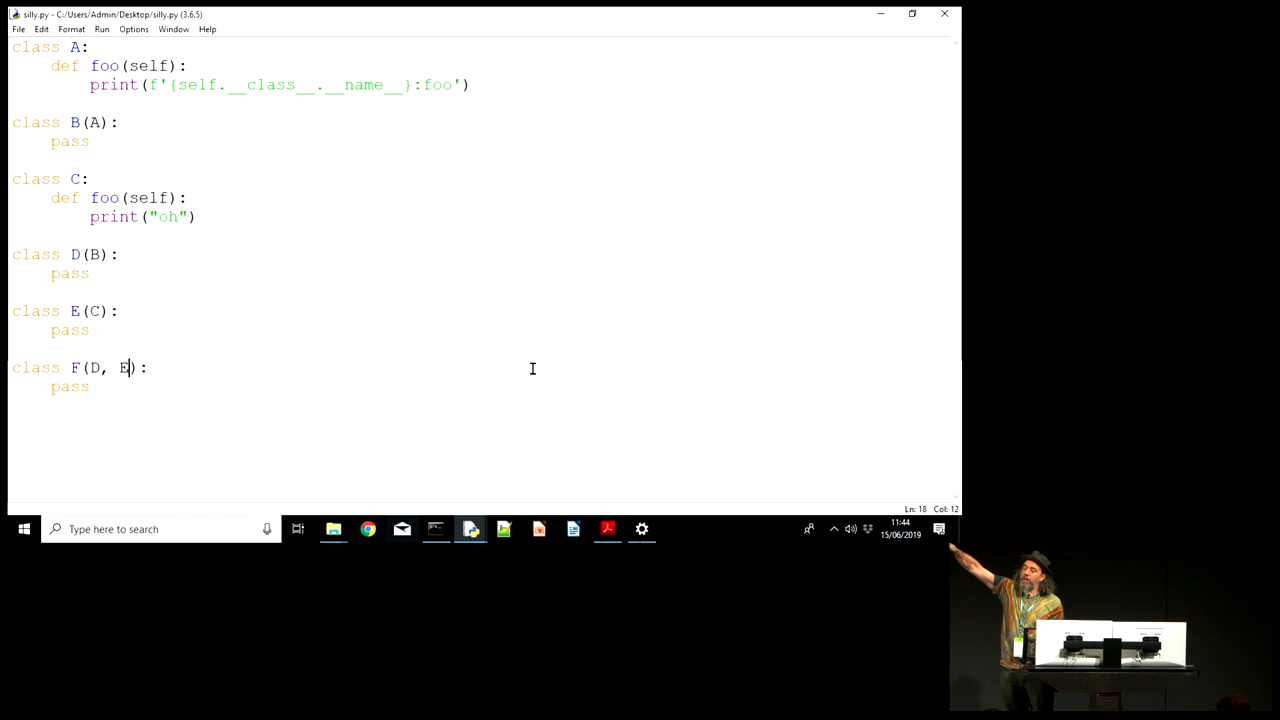 silly.py - C:/Users/Admin/Desktop/silly.py (3.6.5)
File Edit Format Run Options Window Help
class A:
    def foo(self):
        print(f'{self.__class__.__name__}:foo')
class B(A):
    pass
class C:
    def foo(self):
        print("oh")
class D(B):
    pass
class E(C):
    pass
class F(D, E):
    pass
Ln: 18 Col: 12
Type here to search
11:44
15/06/2019